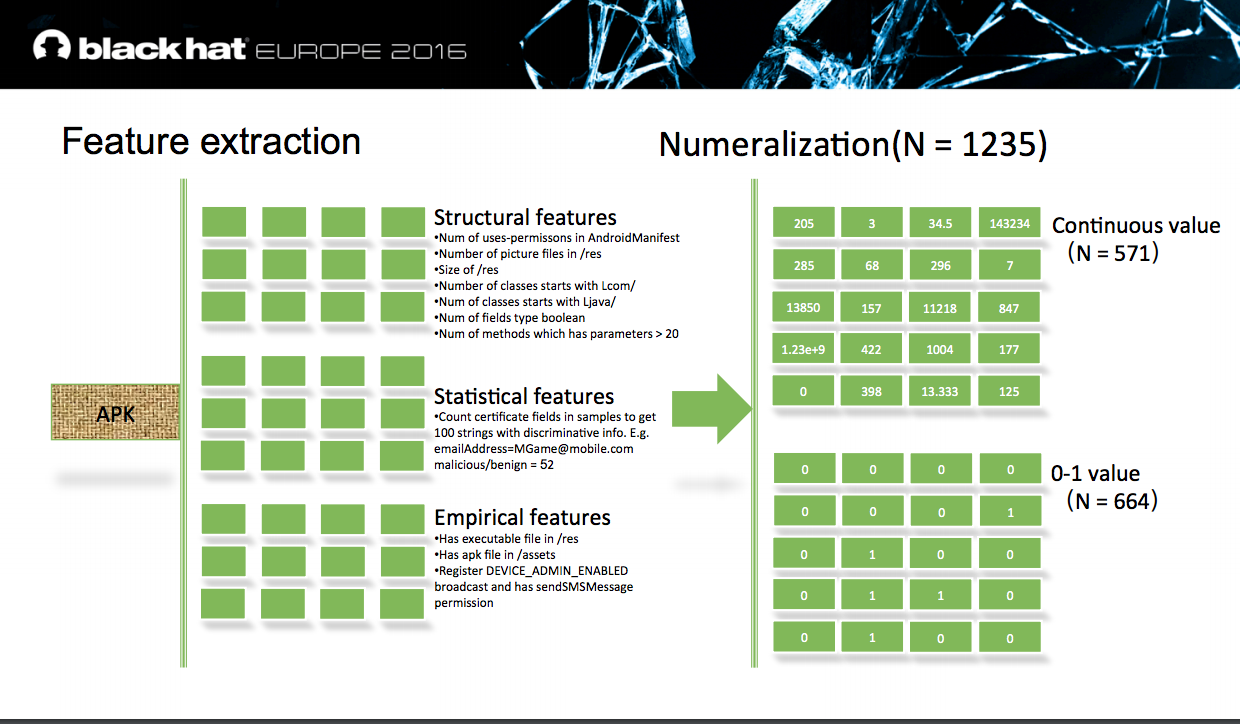 black hat EUROPE 2016
Feature extraction
Numeralization(N = 1235)
APK
Structural features
•Num of uses-permissons in AndroidManifest
•Number of picture files in /res
•Size of /res
•Number of classes starts with Lcom/
•Num of classes starts with Ljava/
•Num of fields type boolean
•Num of methods which has parameters > 20
Statistical features
•Count certificate fields in samples to get
100 strings with discriminative info. E.g.
emailAddress=MGame@mobile.com
malicious/benign = 52
Empirical features
•Has executable file in /res
•Has apk file in /assets
•Register DEVICE_ADMIN_ENABLED
broadcast and has sendSMSMessage
permission
205 3 34.5 143234
285 68 296 7
13850 157 11218 847
1.23e+9 422 1004 177
0 398 13.333 125
Continuous value
（N = 571）
0 0 0 0
0 0 0 1
0 1 0 0
0 1 1 0
0 1 0 0
0-1 value
（N = 664）